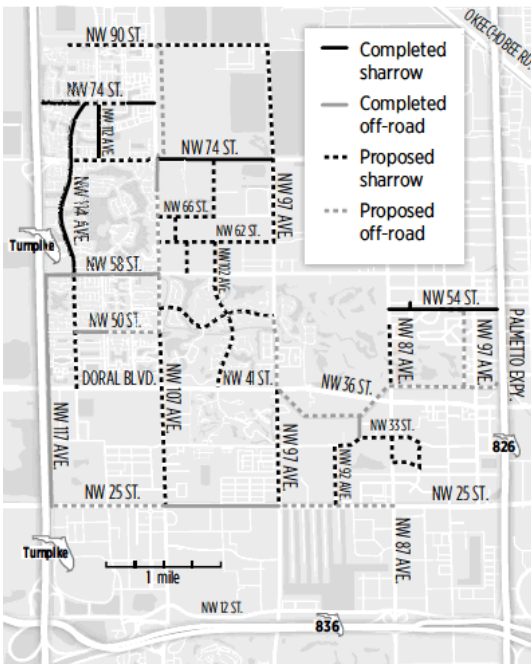 NW 90 ST.
OKEECHOBEE RD.
Completed
sharrow
Completed
off-road
Proposed
sharrow
Proposed
off-road
NW 74 ST.
NW 112 AVE.
NW 74 ST.
NW 66 ST.
NW 97 AVE.
NW 114 AVE.
NW 62 ST.
Turnpike
NW 102 AVE.
NW 58 ST.
NW 54 ST.
NW 50 ST.
NW 87 AVE.
NW 97 AVE.
PALMETTO EXPY.
DORAL BLVD.
NW 41 ST.
NW 36 ST.
NW 117 AVE.
NW 107 AVE.
NW 97 AVE.
NW 33 ST.
NW 92 AVE.
826
NW 25 ST.
NW 25 ST.
Turnpike
NW 87 AVE.
1 mile
NW 12 ST.
836